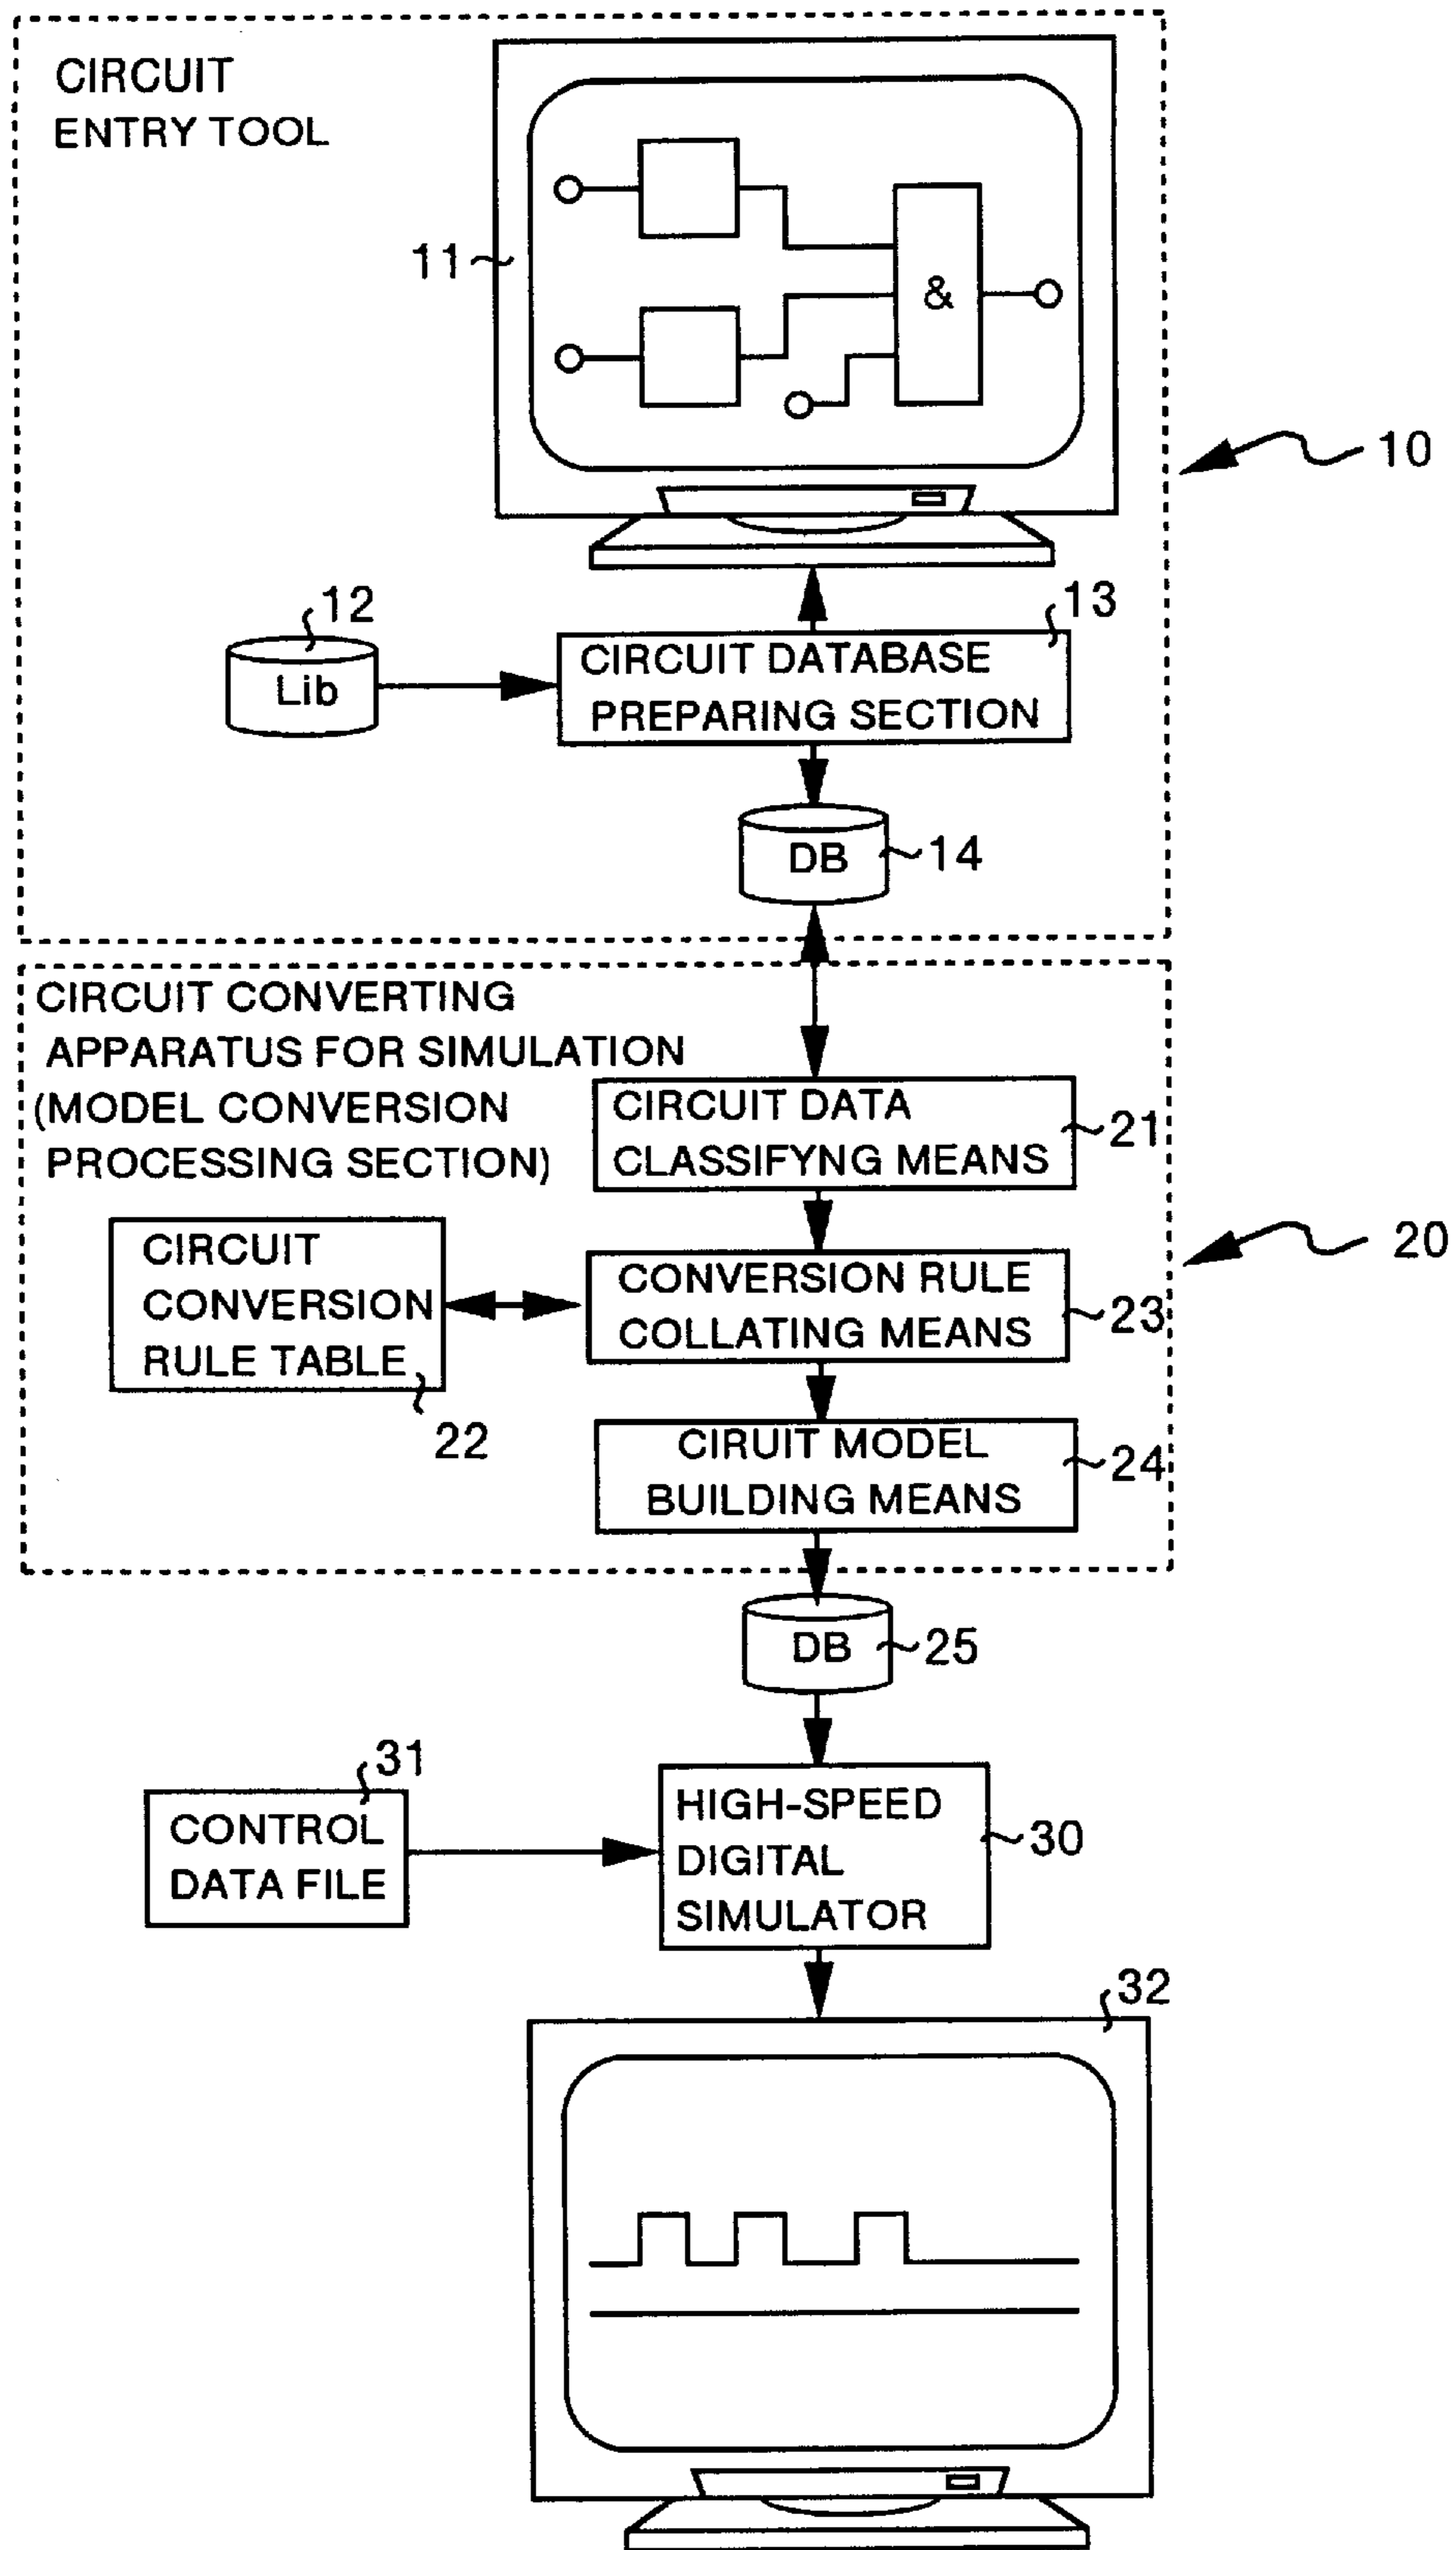 CIRCUIT
ENTRY TOOL
11
&
10
12
Lib
13
CIRCUIT DATABASE
PREPARING SECTION
DB
14
CIRCUIT CONVERTING
APPARATUS FOR SIMULATION
(MODEL CONVERSION
PROCESSING SECTION)
CIRCUIT DATA
CLASSIFYNG MEANS
21
20
CIRCUIT
CONVERSION
RULE TABLE
22
CONVERSION RULE
COLLATING MEANS
23
CIRUIT MODEL
BUILDING MEANS
24
DB
25
31
CONTROL
DATA FILE
HIGH-SPEED
DIGITAL
SIMULATOR
30
32